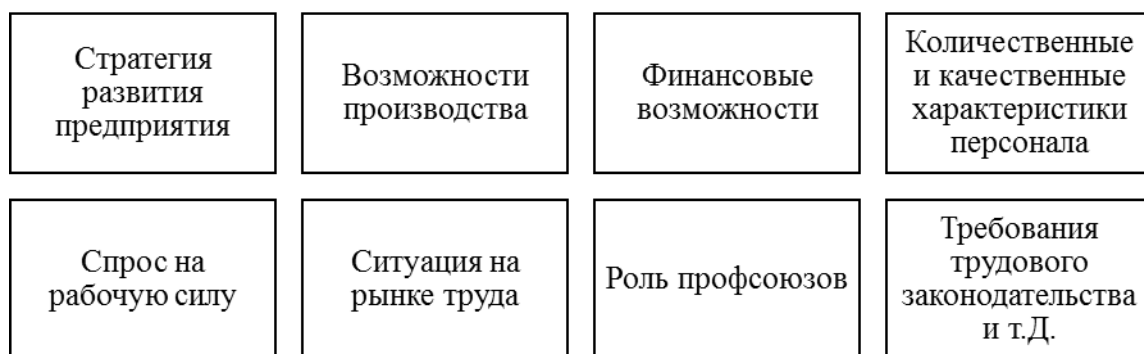 Стратегия
развития
предприятия
Возможности
производства
Финансовые
возможности
Количественные
и качественные
характеристики
персонала
Спрос на
рабочую силу
Ситуация на
рынке труда
Роль профсоюзов
Требования
трудового
законодательства
и т.Д.